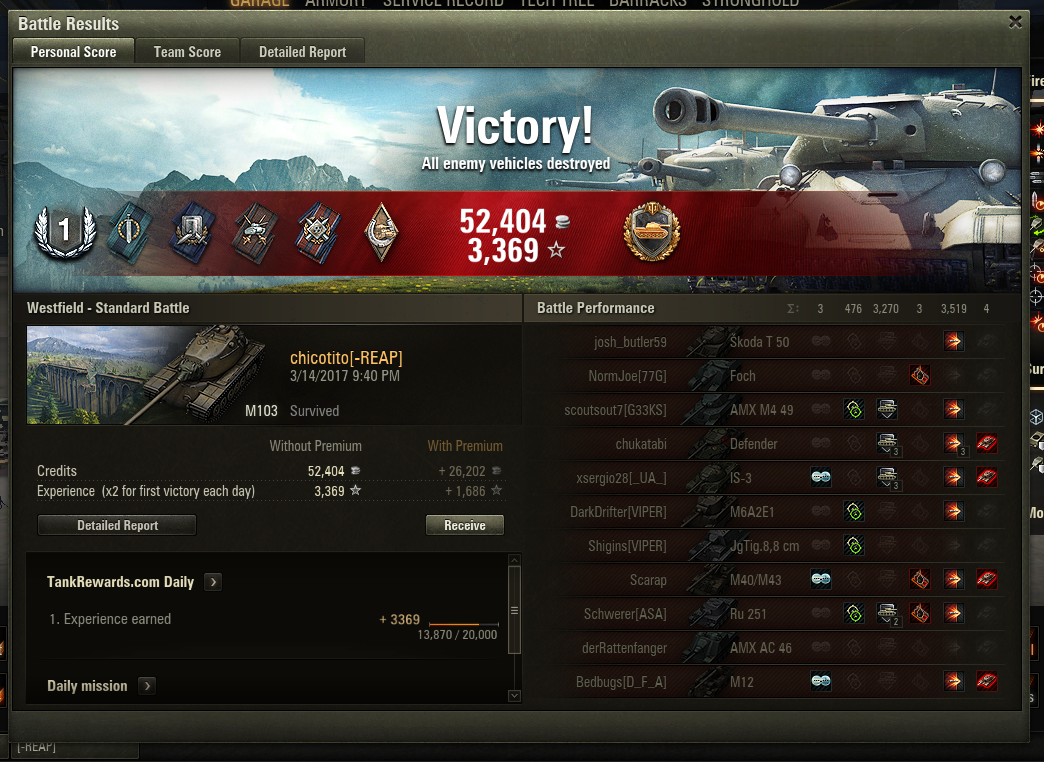 GARAGE ARMORY SERVICE RECORD TECH TREE BARRACKS STRONGHOLD
Battle Results
Personal Score Team Score Detailed Report
Victory!
All enemy vehicles destroyed
1
52,404
3,369
Westfield - Standard Battle
chicotito[-REAP]
3/14/2017 9:40 PM
M103 Survived
Without Premium With Premium
Credits 52,404 + 26,202
Experience (x2 for first victory each day) 3,369 + 1,686
Detailed Report Receive
TankRewards.com Daily
1. Experience earned + 3369
13,870 / 20,000
Daily mission
Battle Performance Σ: 3 476 3,270 3 3,519 4
josh_butler59 Škoda T 50
NormJoe[77G] Foch
scoutsout7[G33KS] AMX M4 49
chukatabi Defender 3 3
xsergio28[_UA_] IS-3 3
DarkDrifter[VIPER] M6A2E1
Shigins[VIPER] JgTig.8,8 cm
Scarap M40/M43
Schwerer[ASA] Ru 251 2
derRattenfanger AMX AC 46
Bedbugs[D_F_A] M12
[-REAP]